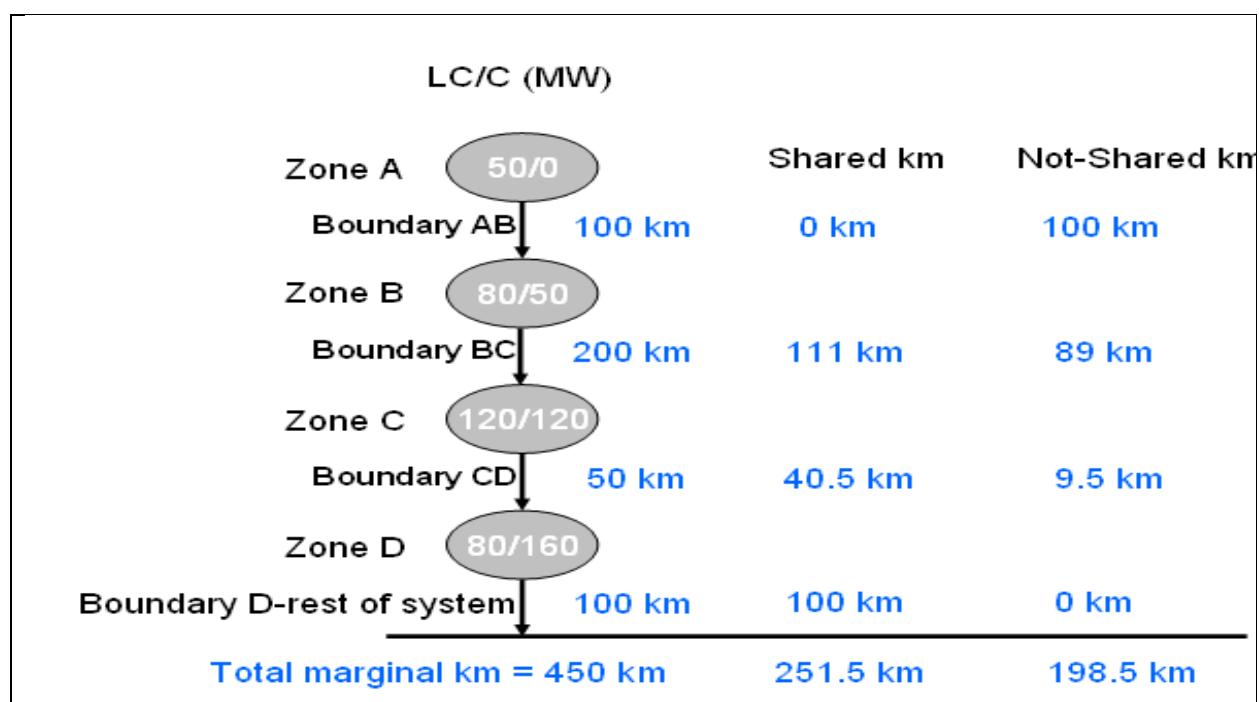 LC/C (MW)
Shared km Not-Shared km
Zone A 50/0
Boundary AB 100 km 0 km 100 km
Zone B 80/50
Boundary BC 200 km 111 km 89 km
Zone C 120/120
Boundary CD 50 km 40.5 km 9.5 km
Zone D 80/160
Boundary D-rest of system 100 km 100 km 0 km
Total marginal km = 450 km 251.5 km 198.5 km